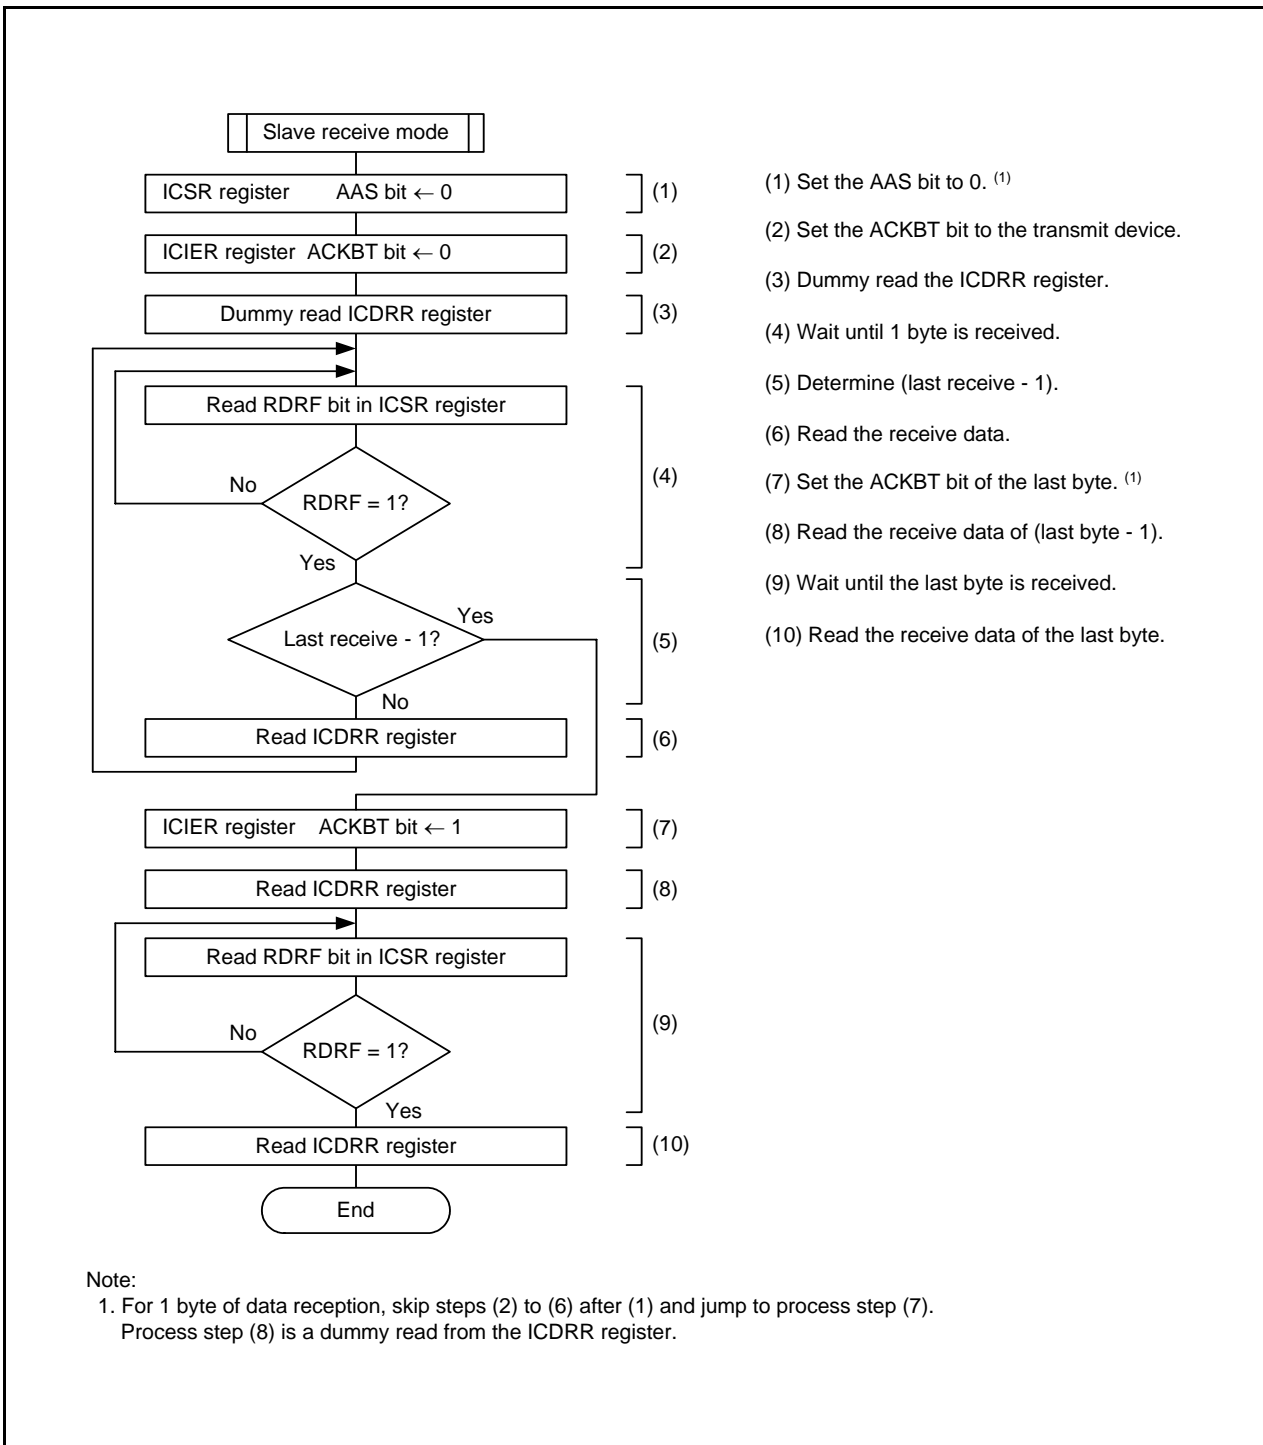 Slave receive mode
ICSR register AAS bit ← 0
(1)
(1) Set the AAS bit to 0. (1)
ICIER register ACKBT bit ← 0
(2)
(2) Set the ACKBT bit to the transmit device.
Dummy read ICDRR register
(3)
(3) Dummy read the ICDRR register.
(4) Wait until 1 byte is received.
(5) Determine (last receive - 1).
(6) Read the receive data.
(7) Set the ACKBT bit of the last byte. (1)
(8) Read the receive data of (last byte - 1).
(9) Wait until the last byte is received.
(10) Read the receive data of the last byte.
Read RDRF bit in ICSR register
No
RDRF = 1?
(4)
Yes
Last receive - 1?
Yes
(5)
No
Read ICDRR register
(6)
ICIER register ACKBT bit ← 1
(7)
Read ICDRR register
(8)
Read RDRF bit in ICSR register
No
RDRF = 1?
(9)
Yes
Read ICDRR register
(10)
End
Note:
1. For 1 byte of data reception, skip steps (2) to (6) after (1) and jump to process step (7).
Process step (8) is a dummy read from the ICDRR register.